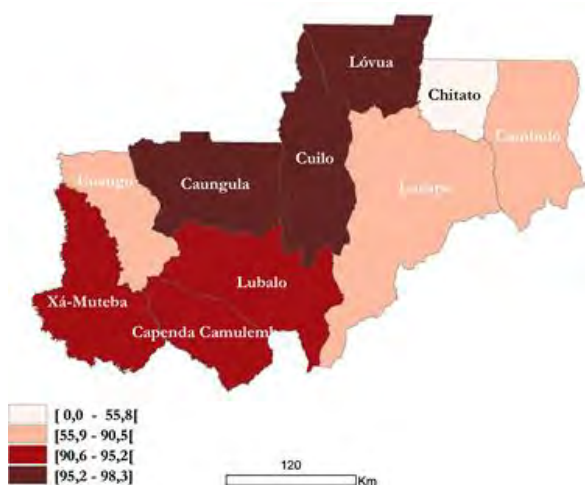 Lóvua
Chitato
Cambulo
Cuilo
Cuango
Caungula
Lucapa
Lubalo
Xá-Muteba
Capenda Camulemb
[ 0,0 - 55,8[
[55,9 - 90,5[
[90,6 - 95,2[
[95,2 - 98,3]
120
Km